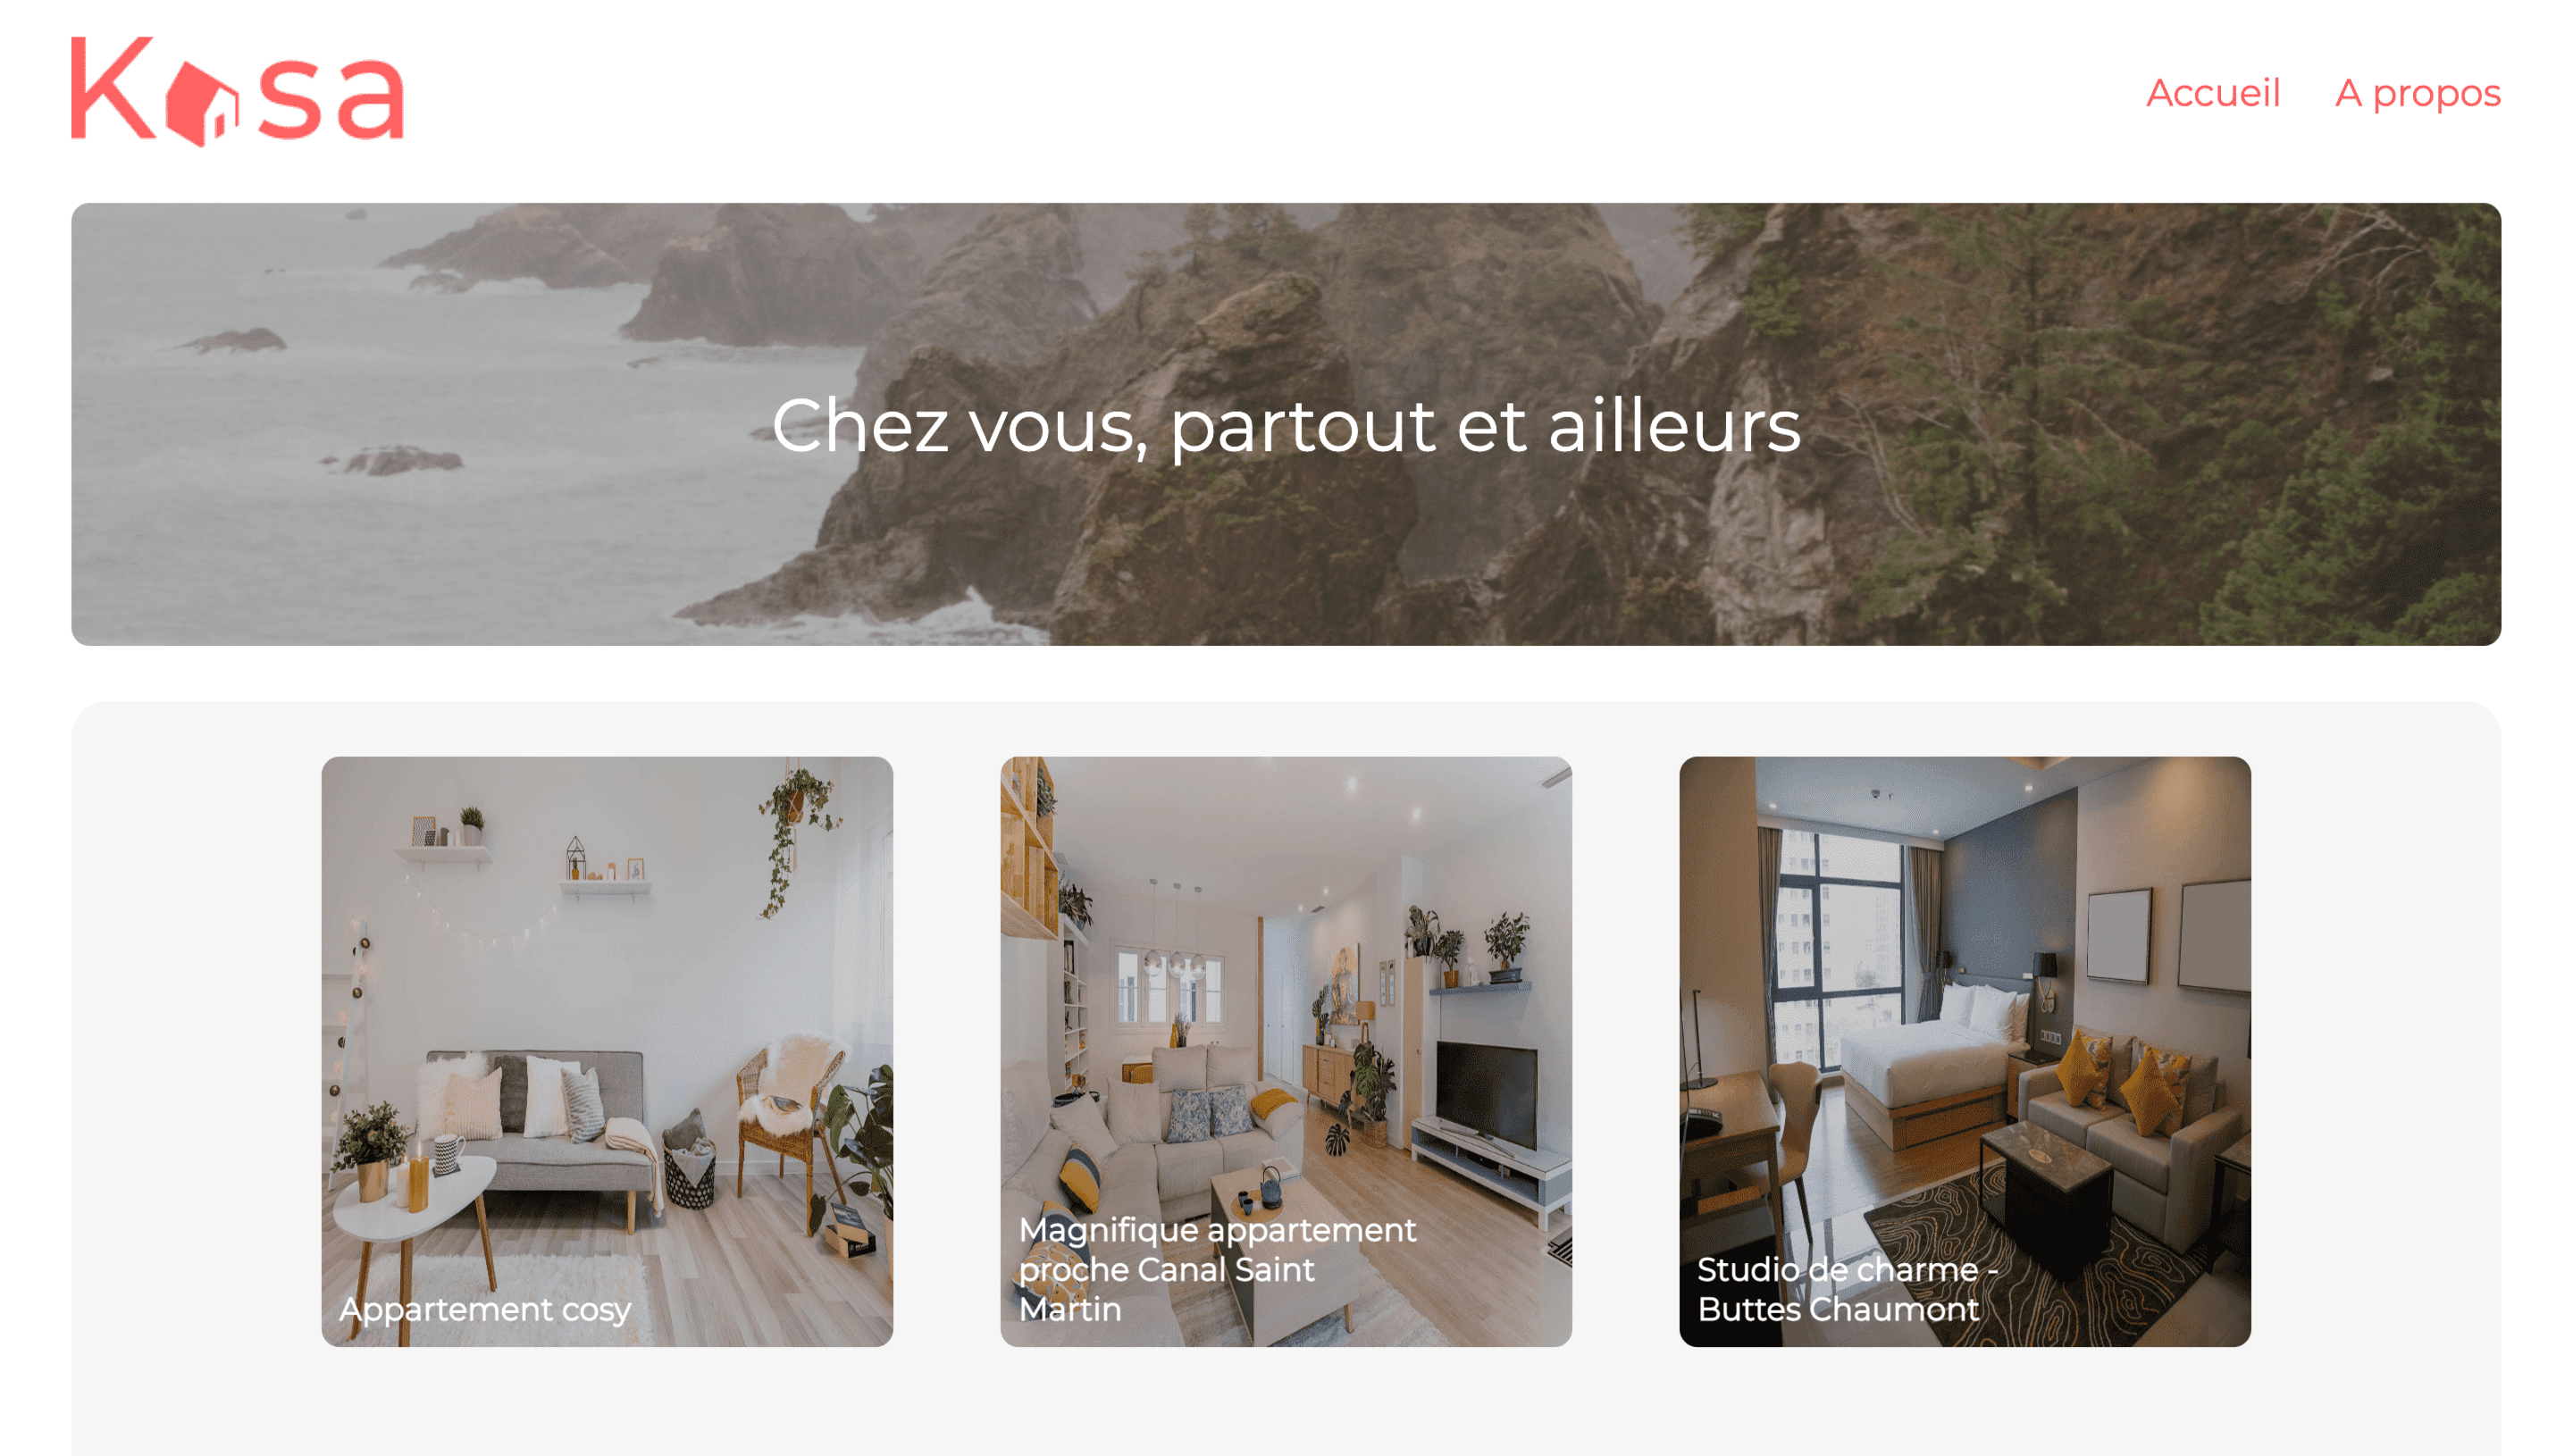 Kasa
Accueil
A propos
Chez vous, partout et ailleurs
Appartement cosy
Magnifique appartement
proche Canal Saint
Martin
Studio de charme -
Buttes Chaumont